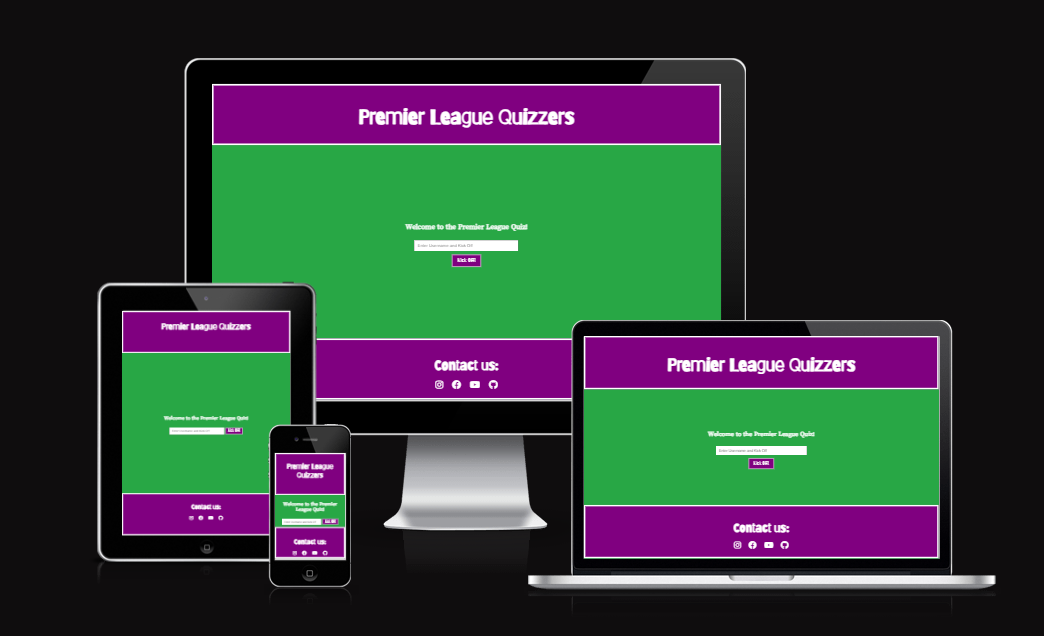 Premier League Quizzers
Welcome to the Premier League Quiz!
Enter Username and Kick Off!
Kick Off!
Contact us:
Premier League Quizzers
Welcome to the Premier League Quiz!
Kick Off!
Contact us:
Premier League
Quizzers
Welcome to the Premier
League Quiz!
Kick Off!
Contact us:
Premier League Quizzers
Welcome to the Premier League Quiz!
Enter Username and Kick Off!
Kick Off!
Contact us: